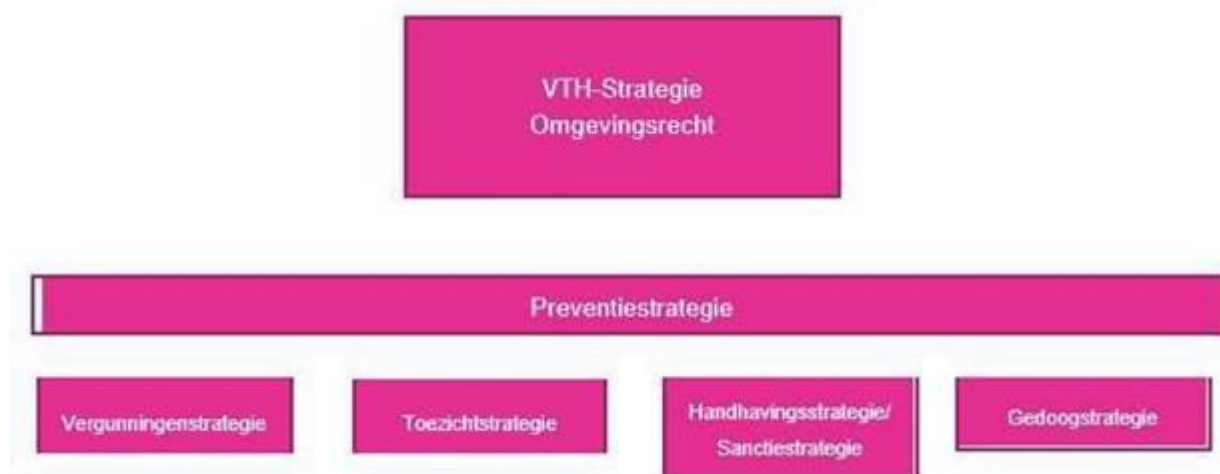 VTH-Strategie
Omgevingsrecht
Preventiestrategie
Vergunningenstrategie
Toezichtstrategie
Handhavingsstrategie/
Sanctiestrategie
Gedoogstrategie